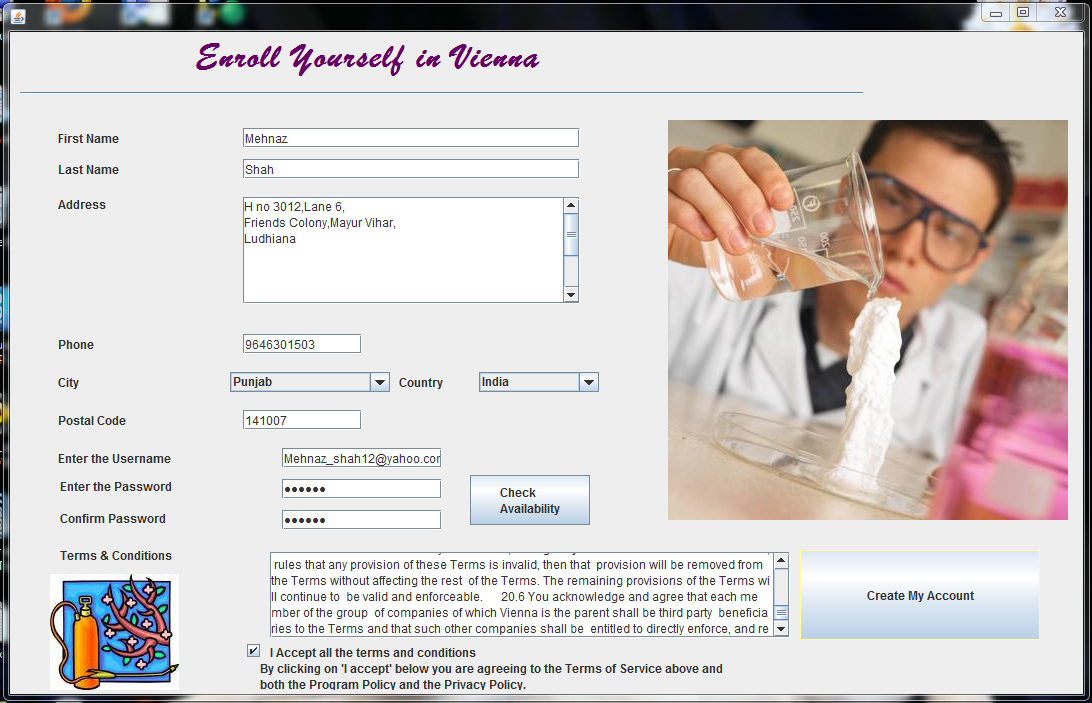 Enroll Yourself in Vienna
First Name
Mehnaz
Last Name
Shah
Address
H no 3012,Lane 6,
Friends Colony,Mayur Vihar,
Ludhiana
Phone
9646301503
City
Punjab
Country
India
Postal Code
141007
Enter the Username
Mehnaz_shah12@yahoo.com
Enter the Password
••••••
Check
Availability
Confirm Password
••••••
Terms & Conditions
rules that any provision of these Terms is invalid, then that provision will be removed from
the Terms without affecting the rest of the Terms. The remaining provisions of the Terms wi
ll continue to be valid and enforceable. 20.6 You acknowledge and agree that each me
mber of the group of companies of which Vienna is the parent shall be third party beneficia
ries to the Terms and that such other companies shall be entitled to directly enforce, and re
Create My Account
I Accept all the terms and conditions
By clicking on 'I accept' below you are agreeing to the Terms of Service above and
both the Program Policy and the Privacy Policy.